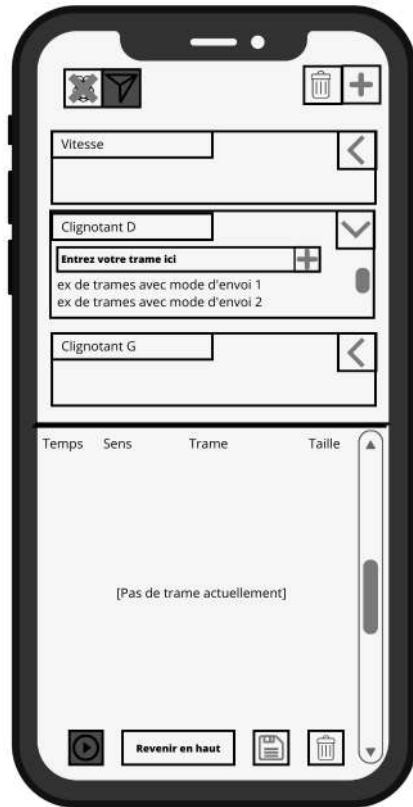 Vitesse
Clignotant D
Entrez votre trame ici
ex de trames avec mode d'envoi 1
ex de trames avec mode d'envoi 2
Clignotant G
Temps Sens Trame Taille
[Pas de trame actuellement]
Revenir en haut